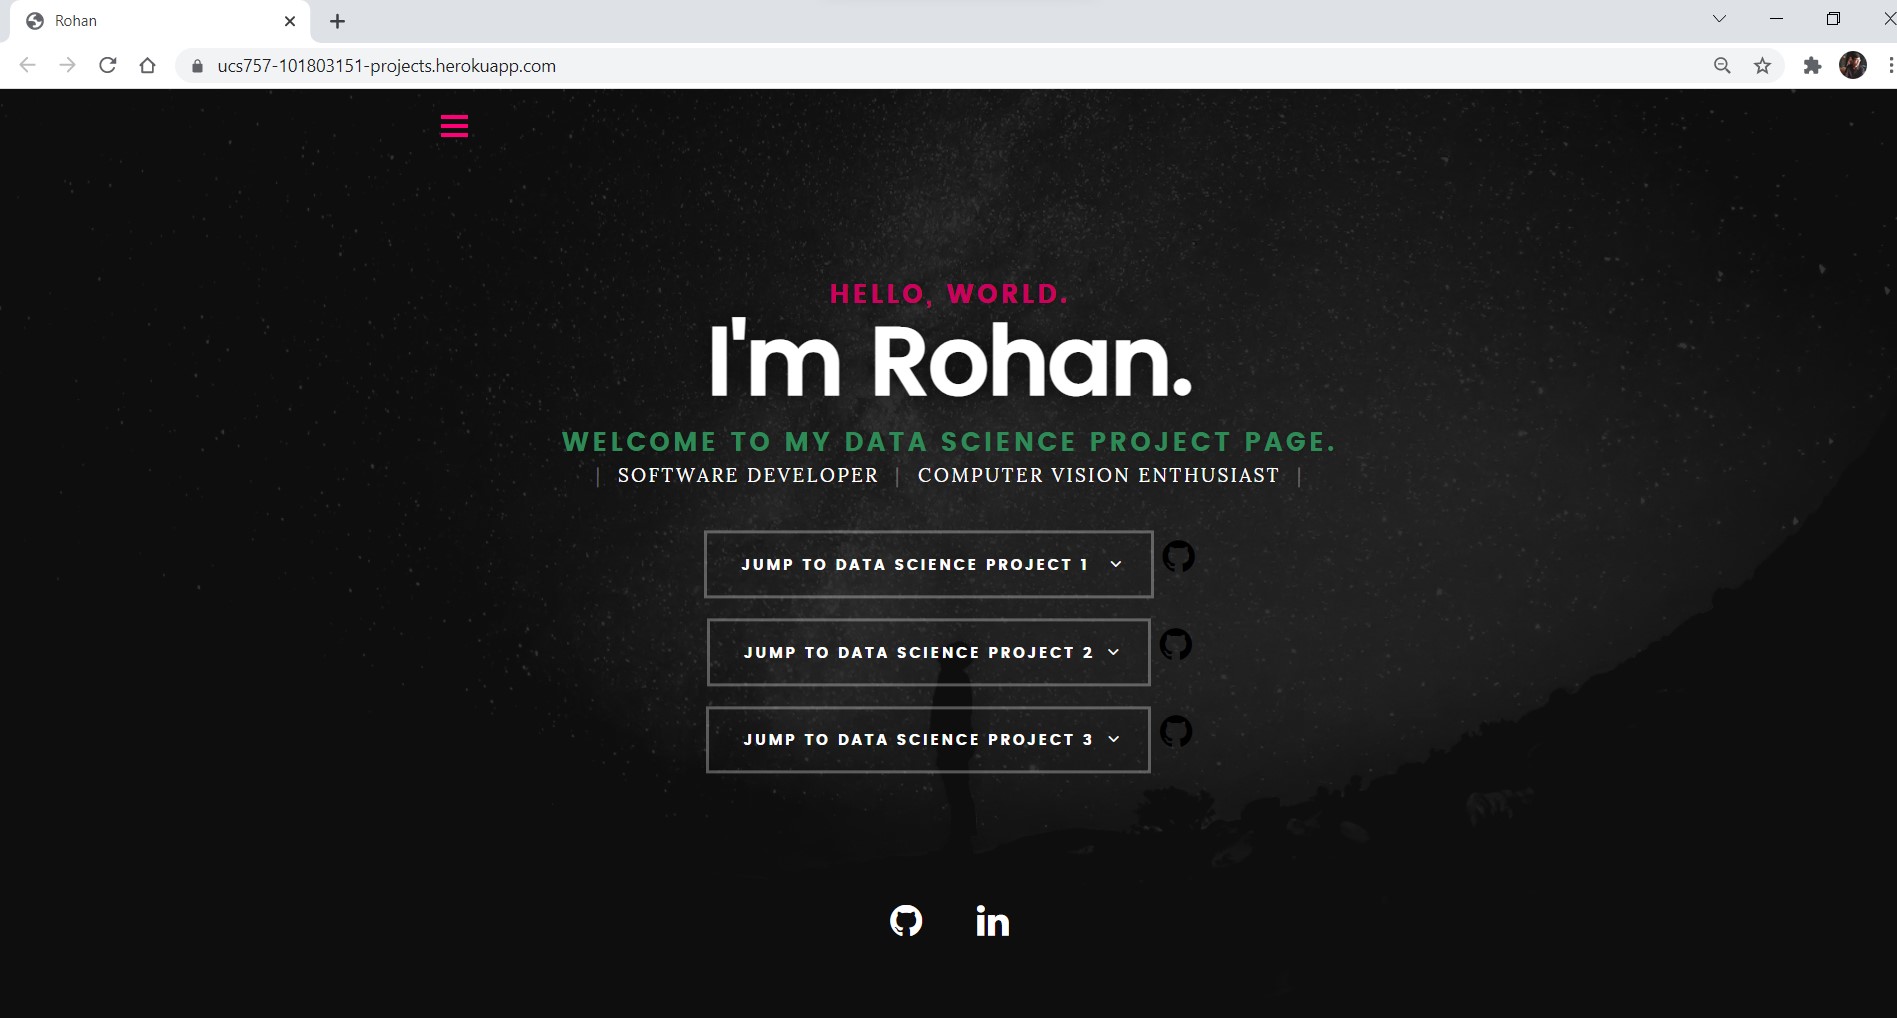 Rohan
ucs757-101803151-projects.herokuapp.com
HELLO, WORLD.
I'm Rohan.
WELCOME TO MY DATA SCIENCE PROJECT PAGE.
| SOFTWARE DEVELOPER | COMPUTER VISION ENTHUSIAST |
JUMP TO DATA SCIENCE PROJECT 1
JUMP TO DATA SCIENCE PROJECT 2
JUMP TO DATA SCIENCE PROJECT 3
in